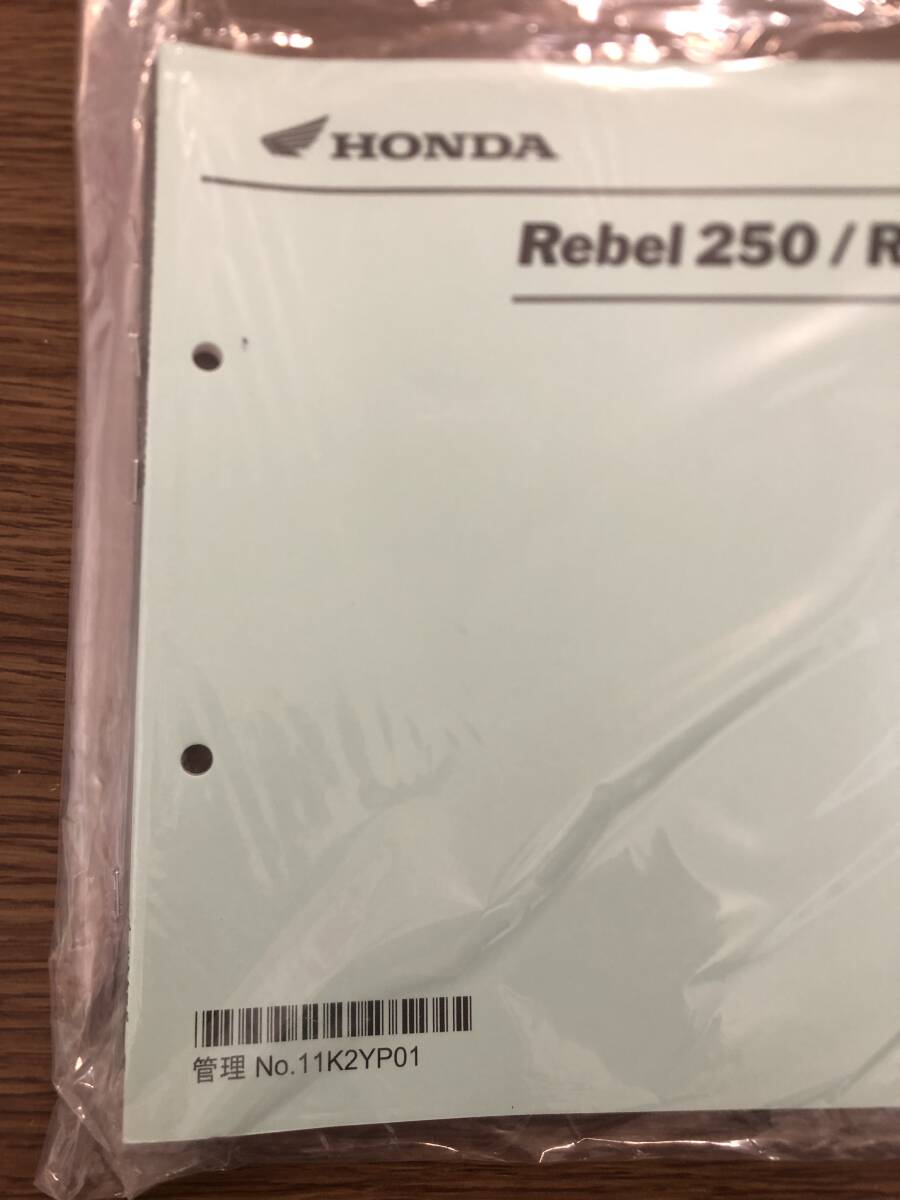 HONDA
Rebel 250 / R
管理 No.11K2YP01